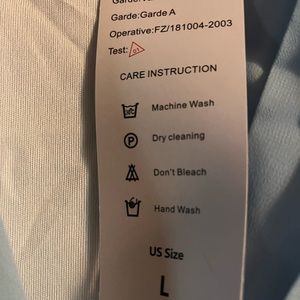 Garde:Garde A
Operative:FZ/181004-2003
Test:
CARE INSTRUCTION
Machine Wash
P Dry cleaning
Don't Bleach
Hand Wash
US Size
L